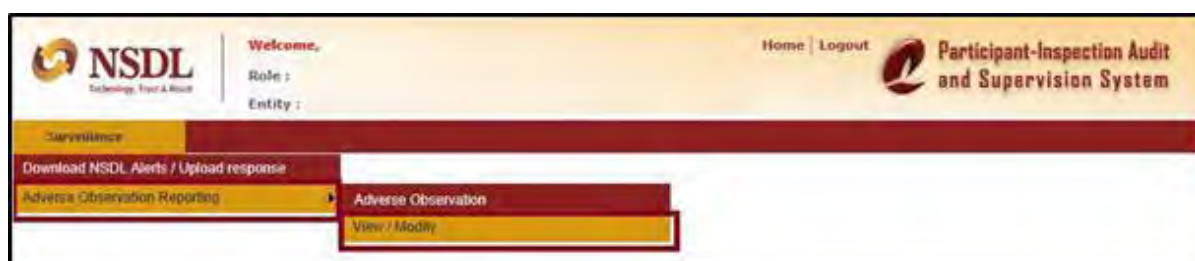 NSDL
Technology, Trust & Reach
Welcome,
Role :
Entity :
Home | Logout
Participant-Inspection Audit
and Supervision System
Surveillance
Download NSDL Alerts / Upload response
Adverse Observation Reporting
Adverse Observation
View / Modify